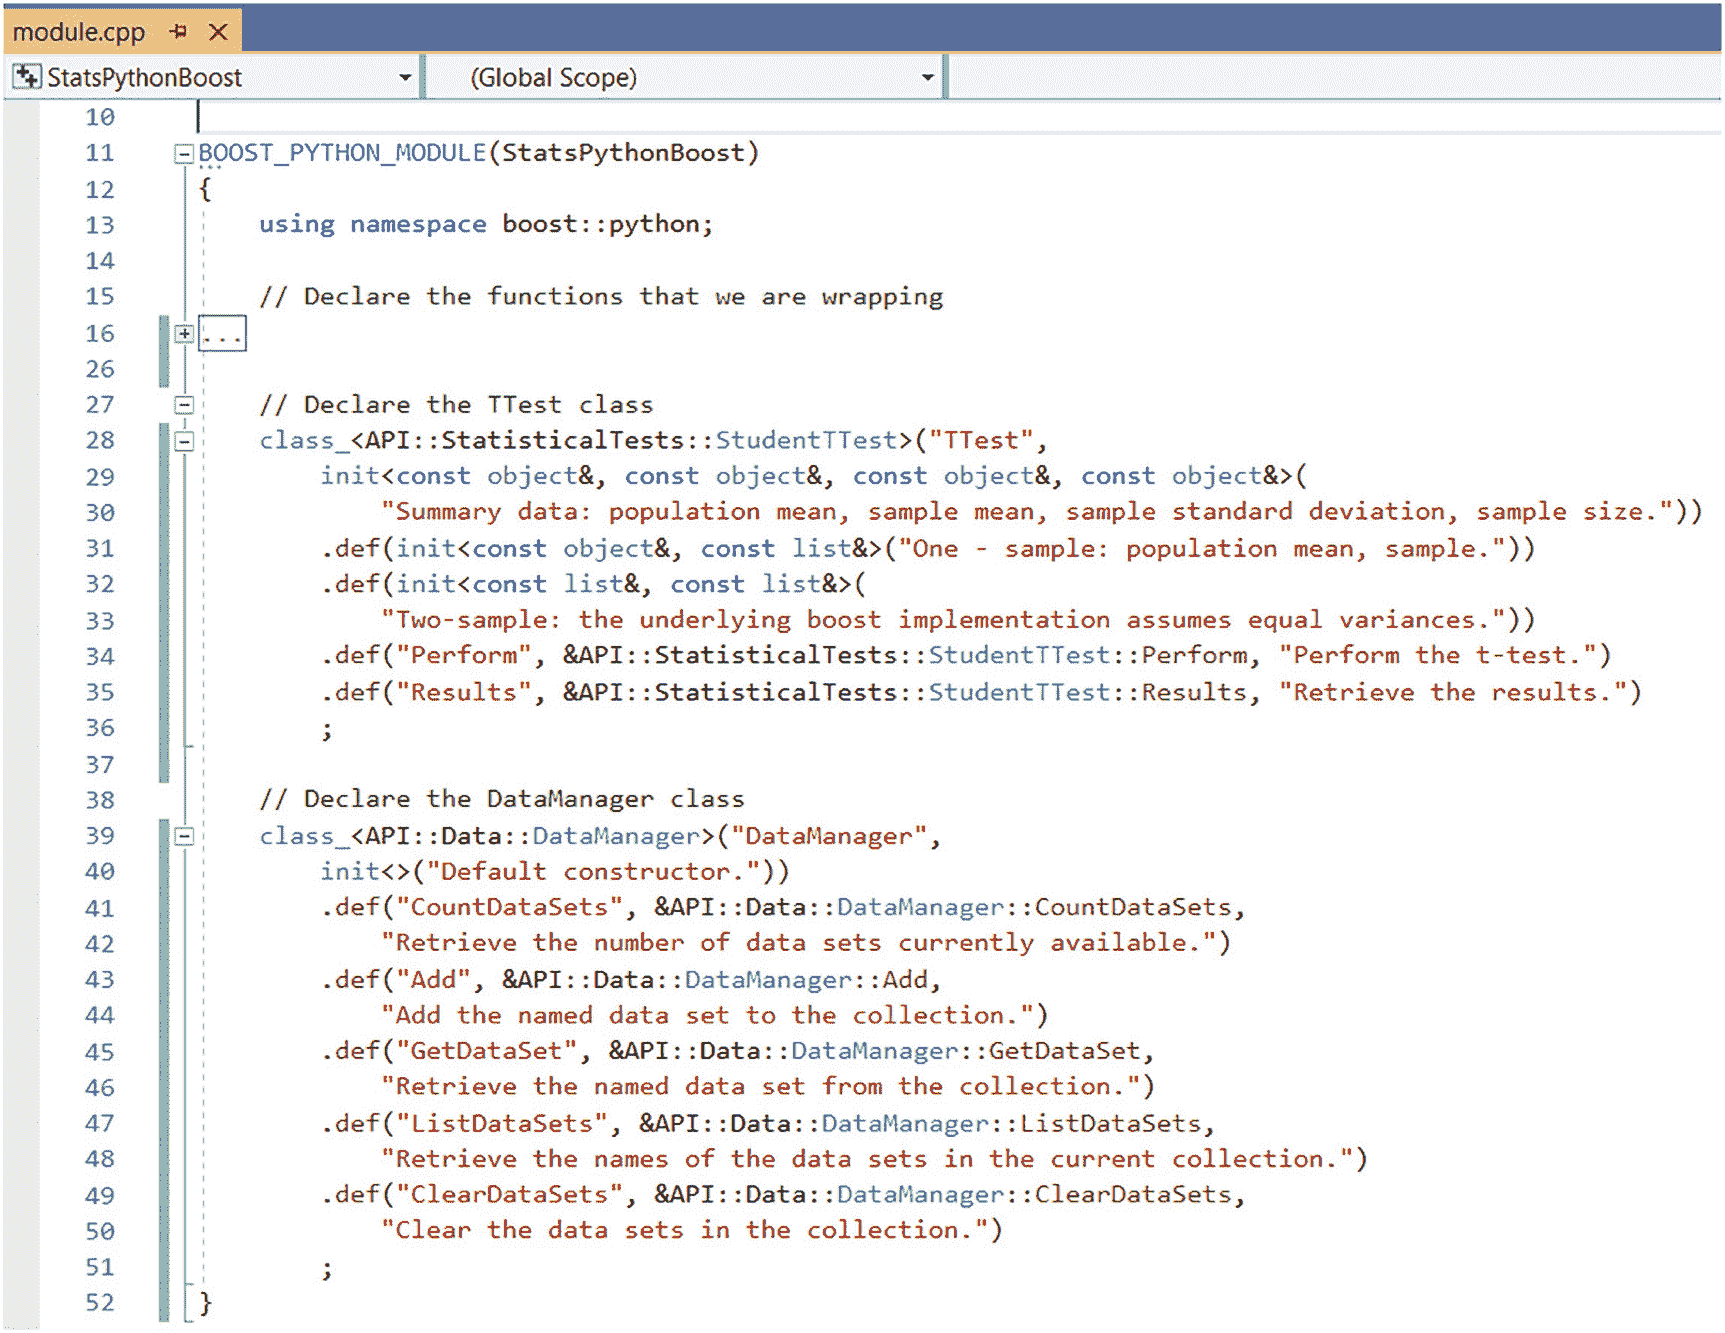 module.cpp
StatsPythonBoost (Global Scope)
10
11 BOOST_PYTHON_MODULE(StatsPythonBoost)
12 {
13 using namespace boost::python;
14
15 // Declare the functions that we are wrapping
16 ...
26
27 // Declare the TTest class
28 class_<API::StatisticalTests::StudentTTest>("TTest",
29 init<const object&, const object&, const object&, const object&>(
30 "Summary data: population mean, sample mean, sample standard deviation, sample size."))
31 .def(init<const object&, const list&>("One - sample: population mean, sample."))
32 .def(init<const list&, const list&>(
33 "Two-sample: the underlying boost implementation assumes equal variances."))
34 .def("Perform", &API::StatisticalTests::StudentTTest::Perform, "Perform the t-test.")
35 .def("Results", &API::StatisticalTests::StudentTTest::Results, "Retrieve the results.")
36 ;
37
38 // Declare the DataManager class
39 class_<API::Data::DataManager>("DataManager",
40 init<>("Default constructor."))
41 .def("CountDataSets", &API::Data::DataManager::CountDataSets,
42 "Retrieve the number of data sets currently available.")
43 .def("Add", &API::Data::DataManager::Add,
44 "Add the named data set to the collection.")
45 .def("GetDataSet", &API::Data::DataManager::GetDataSet,
46 "Retrieve the named data set from the collection.")
47 .def("ListDataSets", &API::Data::DataManager::ListDataSets,
48 "Retrieve the names of the data sets in the current collection.")
49 .def("ClearDataSets", &API::Data::DataManager::ClearDataSets,
50 "Clear the data sets in the collection.")
51 ;
52 }